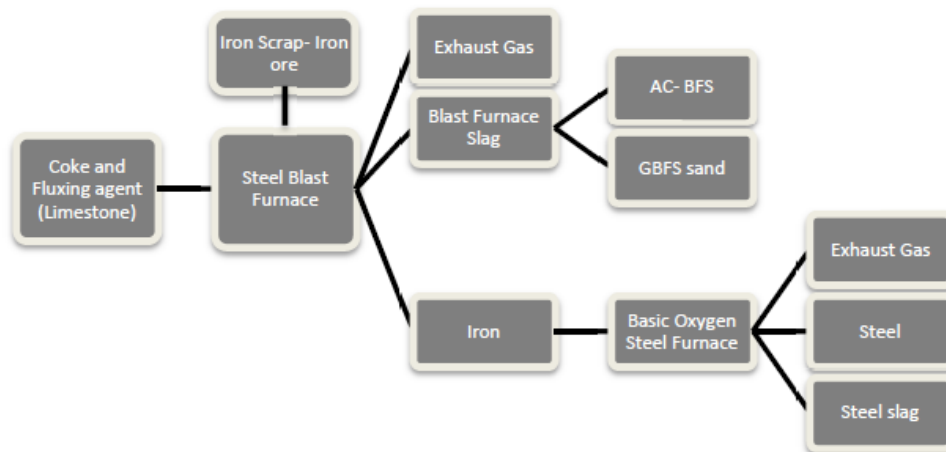 Iron Scrap- Iron
ore
Exhaust Gas
AC- BFS
Blast Furnace
Slag
Coke and
Fluxing agent
(Limestone)
Steel Blast
Furnace
GBFS sand
Exhaust Gas
Iron
Basic Oxygen
Steel Furnace
Steel
Steel slag